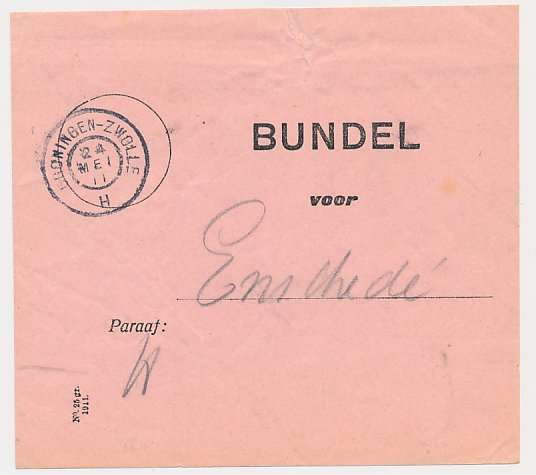 GRONINGEN-ZWOLLE
24
MEI
11
H
BUNDEL
voor
Enschedé
Paraaf:
H
No. 25 gr.
1911.